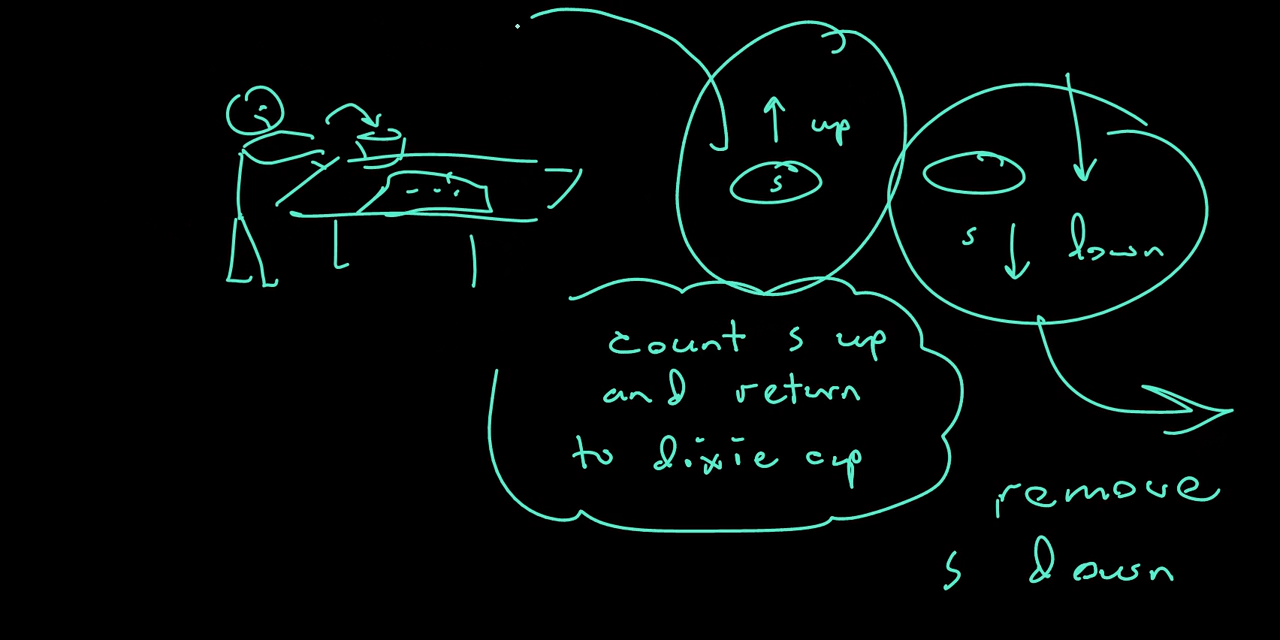 up
s
s down
count s up
and return
to dixie cup
remove
s down